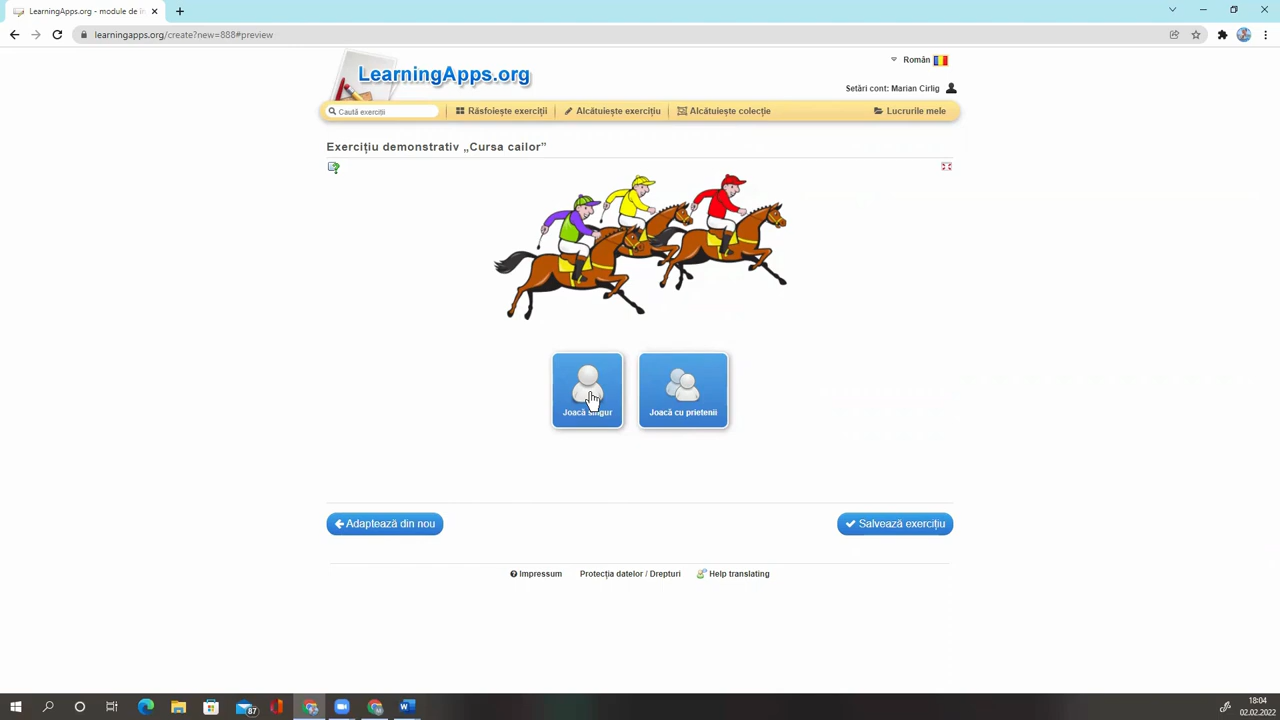 LearningApps.org - module de în
learningapps.org/create?new=888#preview
LearningApps.org
Român
Setări cont: Marian Cirlig
Caută exerciții
Răsfoiește exerciții
Alcătuiește exercițiu
Alcătuiește colecție
Lucrurile mele
Exercițiu demonstrativ „Cursa cailor”
Joacă singur
Joacă cu prietenii
Adaptează din nou
Salvează exercițiu
Impressum
Protecția datelor / Drepturi
Help translating
87
18:04
02.02.2022